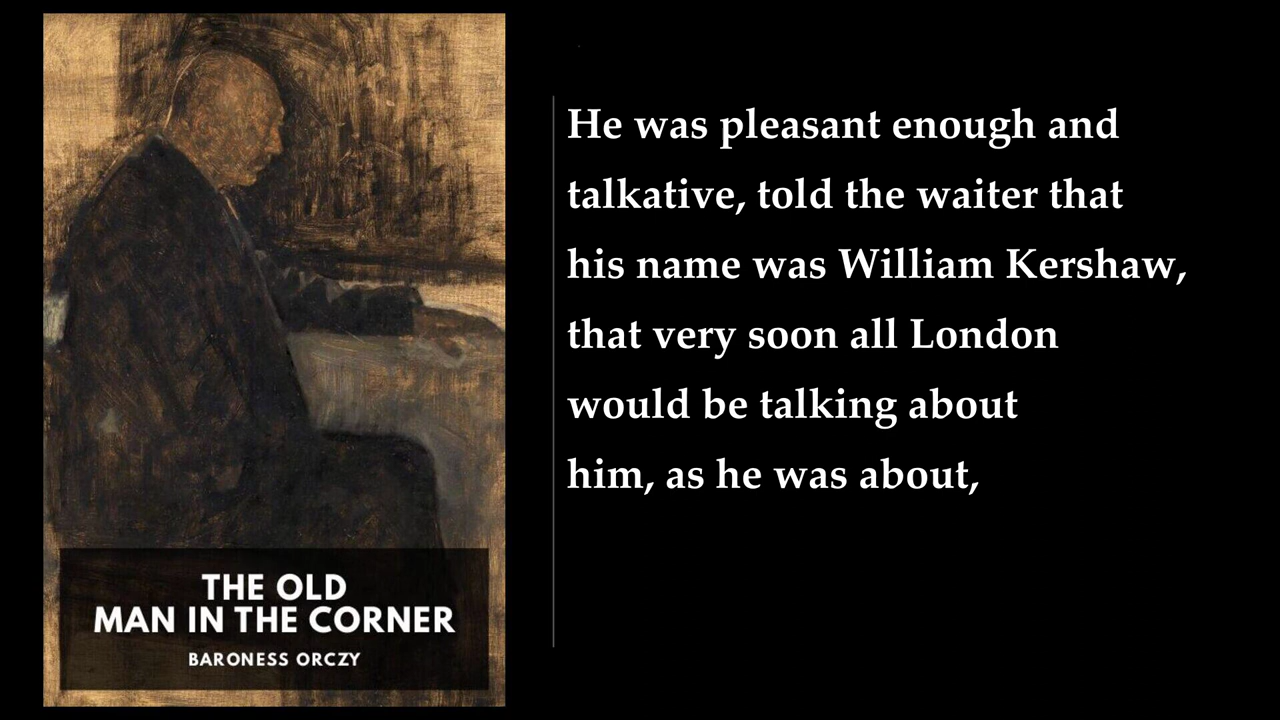 THE OLD
MAN IN THE CORNER
BARONESS ORCZY
He was pleasant enough and
talkative, told the waiter that
his name was William Kershaw,
that very soon all London
would be talking about
him, as he was about,